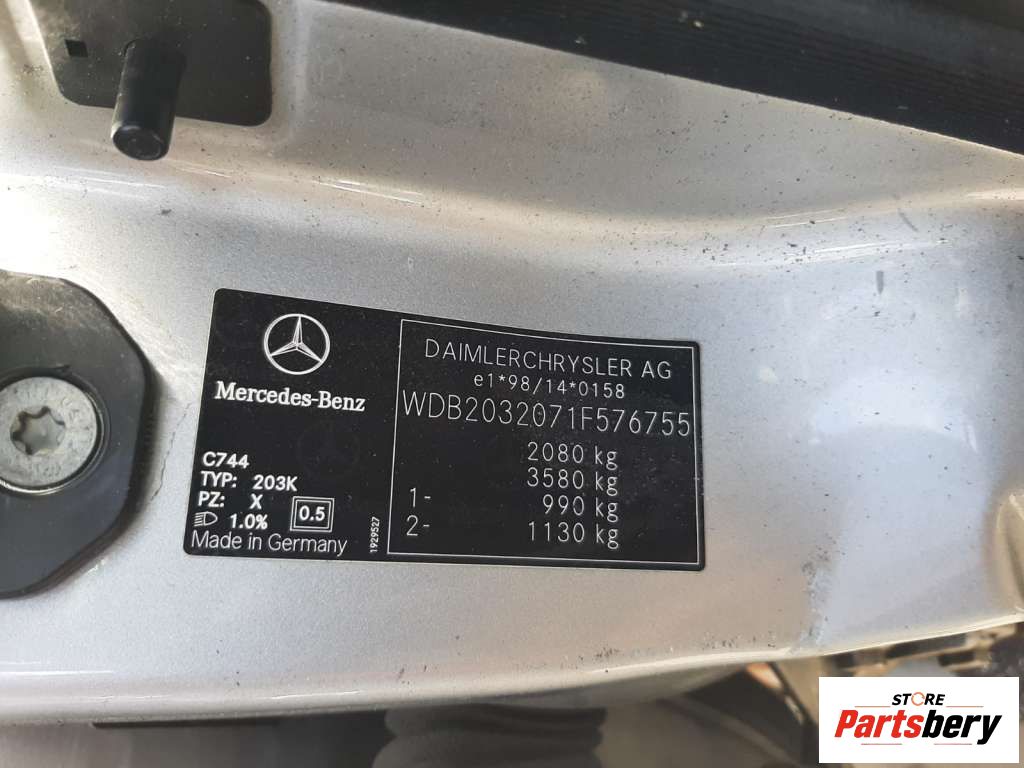 Mercedes-Benz
C744
TYP: 203K
PZ: X
1.0%
0.5
Made in Germany
1929527
DAIMLERCHRYSLER AG
e1*98/14*0158
WDB2032071F576755
2080 kg
3580 kg
1- 990 kg
2- 1130 kg
STORE
Partsbery